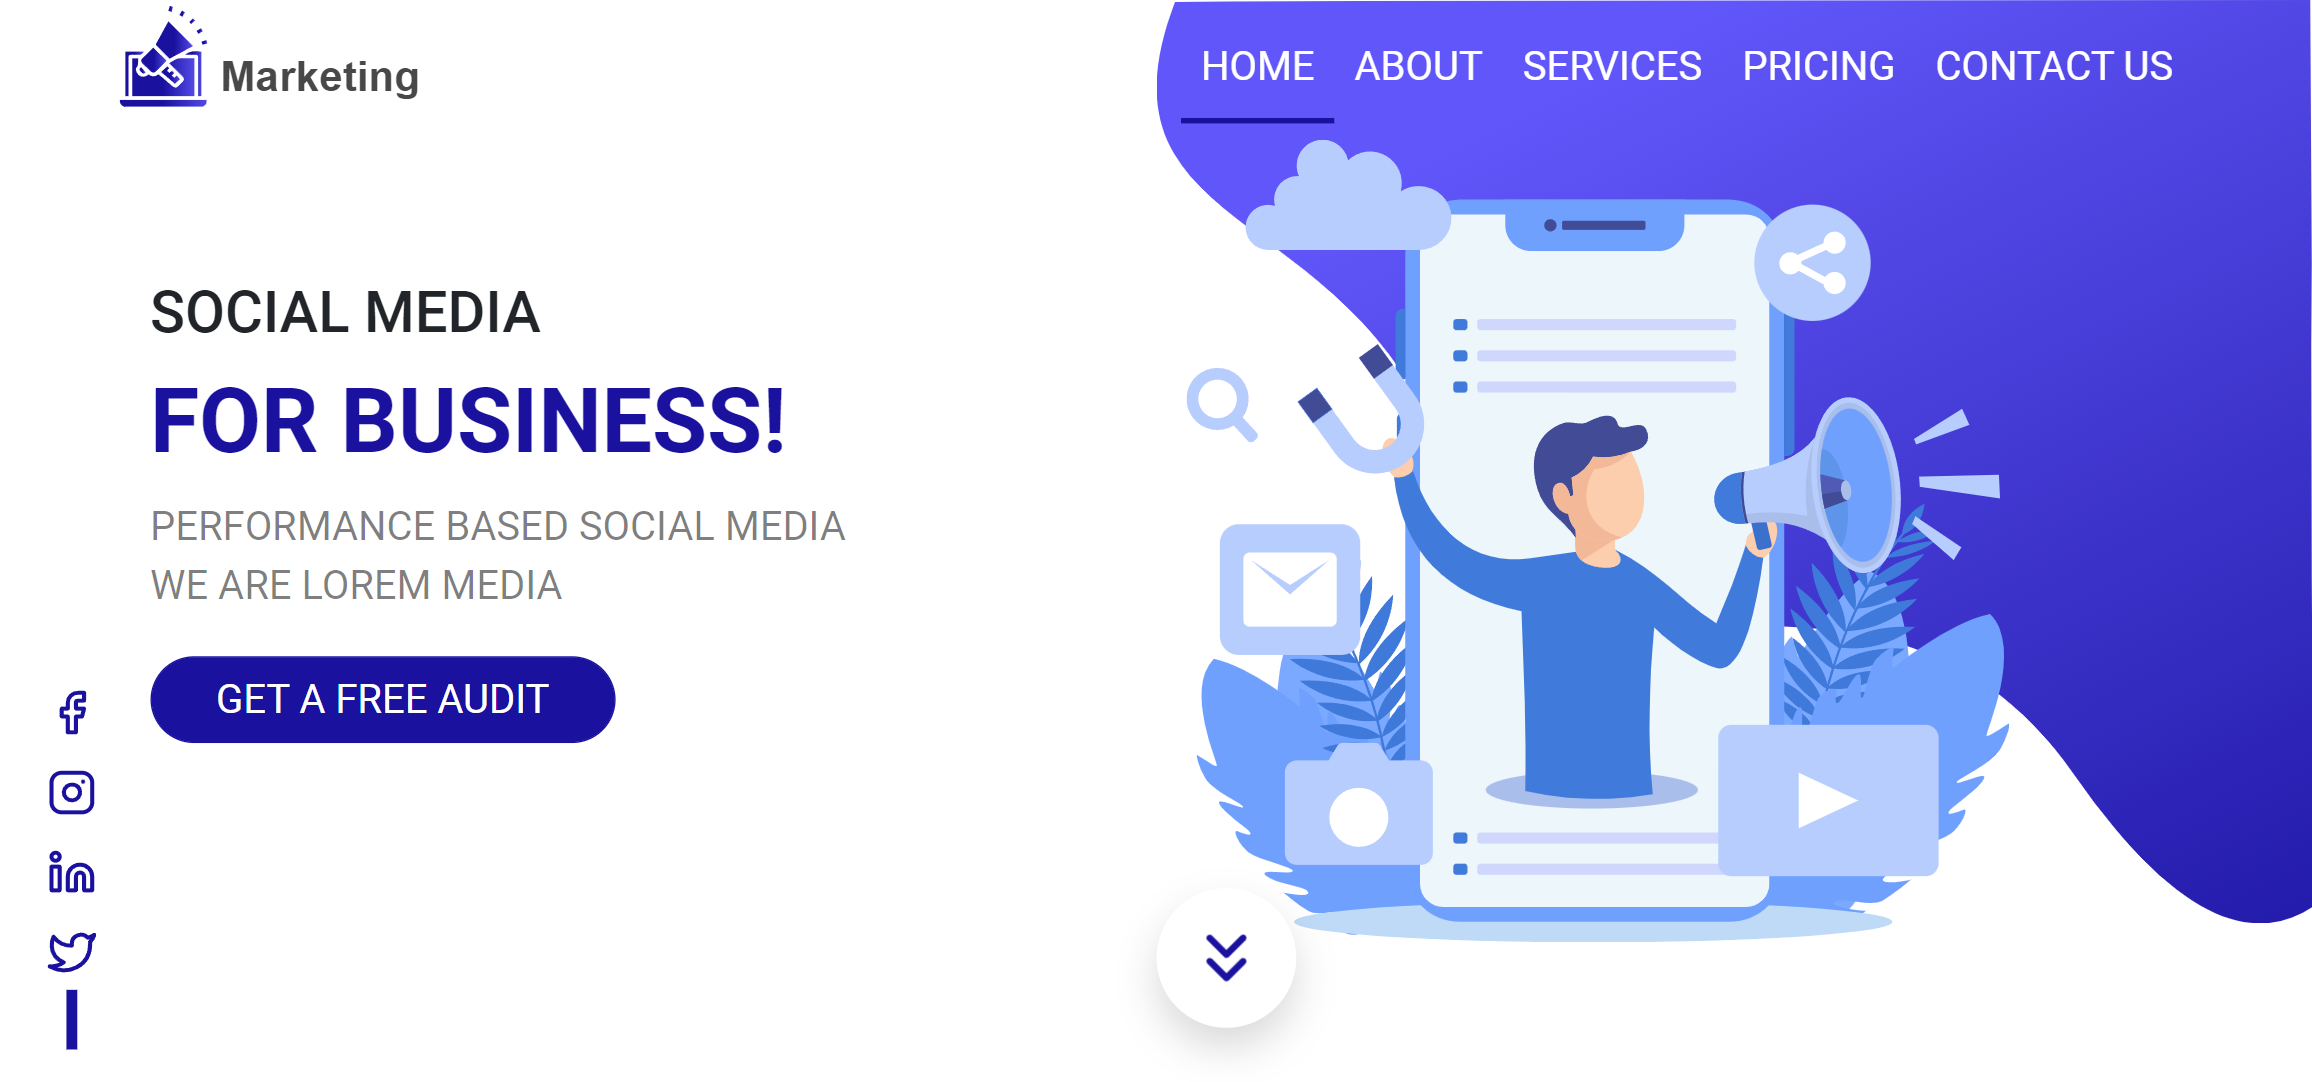 Marketing
HOME ABOUT SERVICES PRICING CONTACT US
SOCIAL MEDIA
FOR BUSINESS!
PERFORMANCE BASED SOCIAL MEDIA
WE ARE LOREM MEDIA
GET A FREE AUDIT